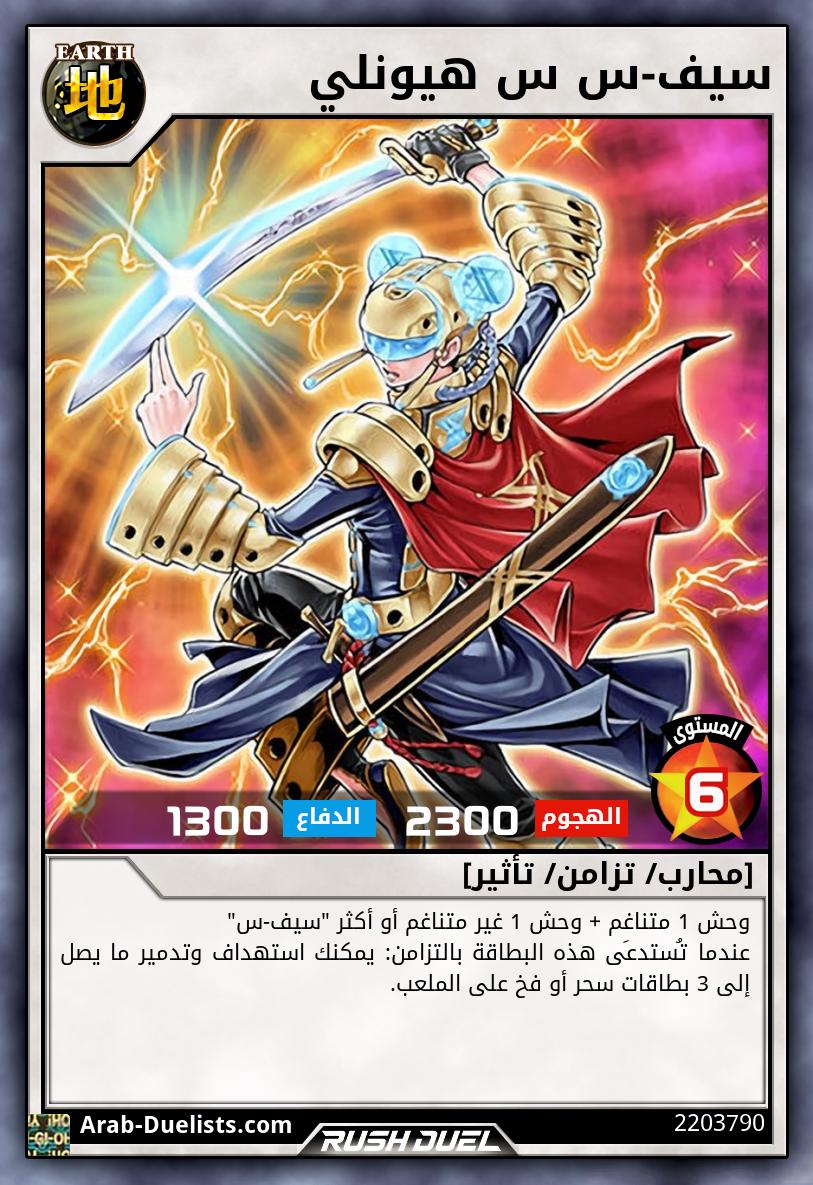 EARTH
地
سيف-س س هيونلي
المستوى
6
الهجوم 2300 الدفاع 1300
[محارب/ تزامن/ تأثير]
وحش 1 متناغم + وحش 1 غير متناغم أو أكثر "سيف-س"
عندما تُستدعَى هذه البطاقة بالتزامن: يمكنك استهداف وتدمير ما يصل
إلى 3 بطاقات سحر أو فخ على الملعب.
Arab-Duelists.com
RUSH DUEL
2203790